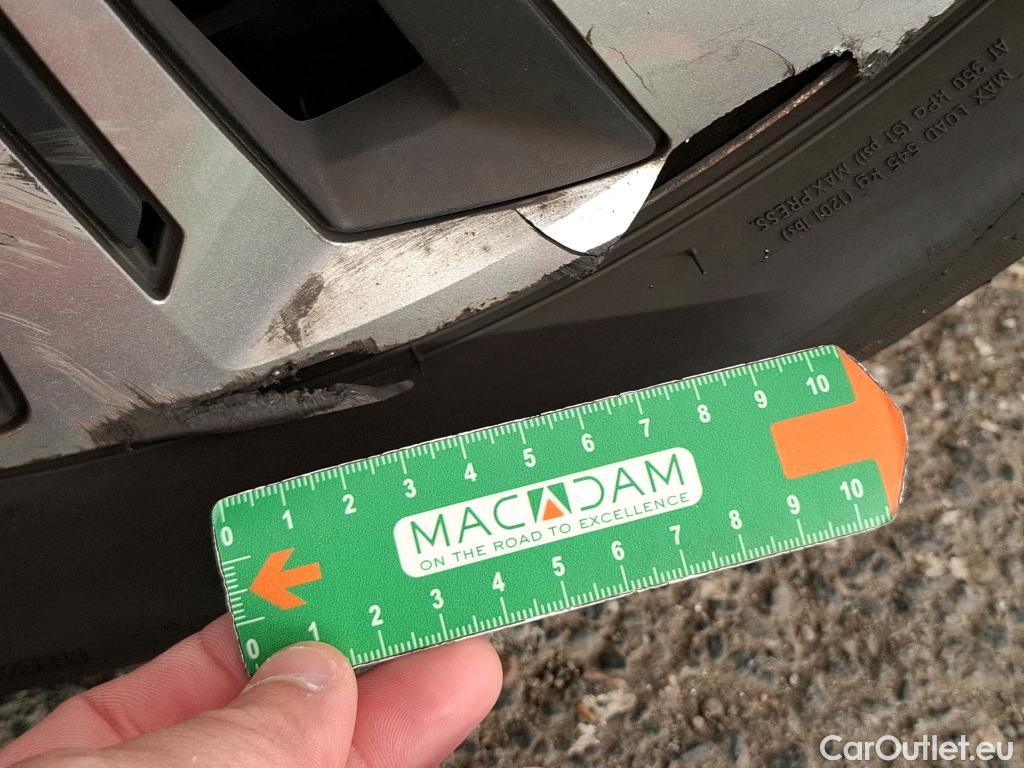 MAX LOAD 545 kg (1201 lbs)
AT 350 kPa (51 psi) MAX.PRESS.
0 1 2 3 4 5 6 7 8 9 10
MACADAM
ON THE ROAD TO EXCELLENCE
0 1 2 3 4 5 6 7 8 9 10
CarOutlet.eu